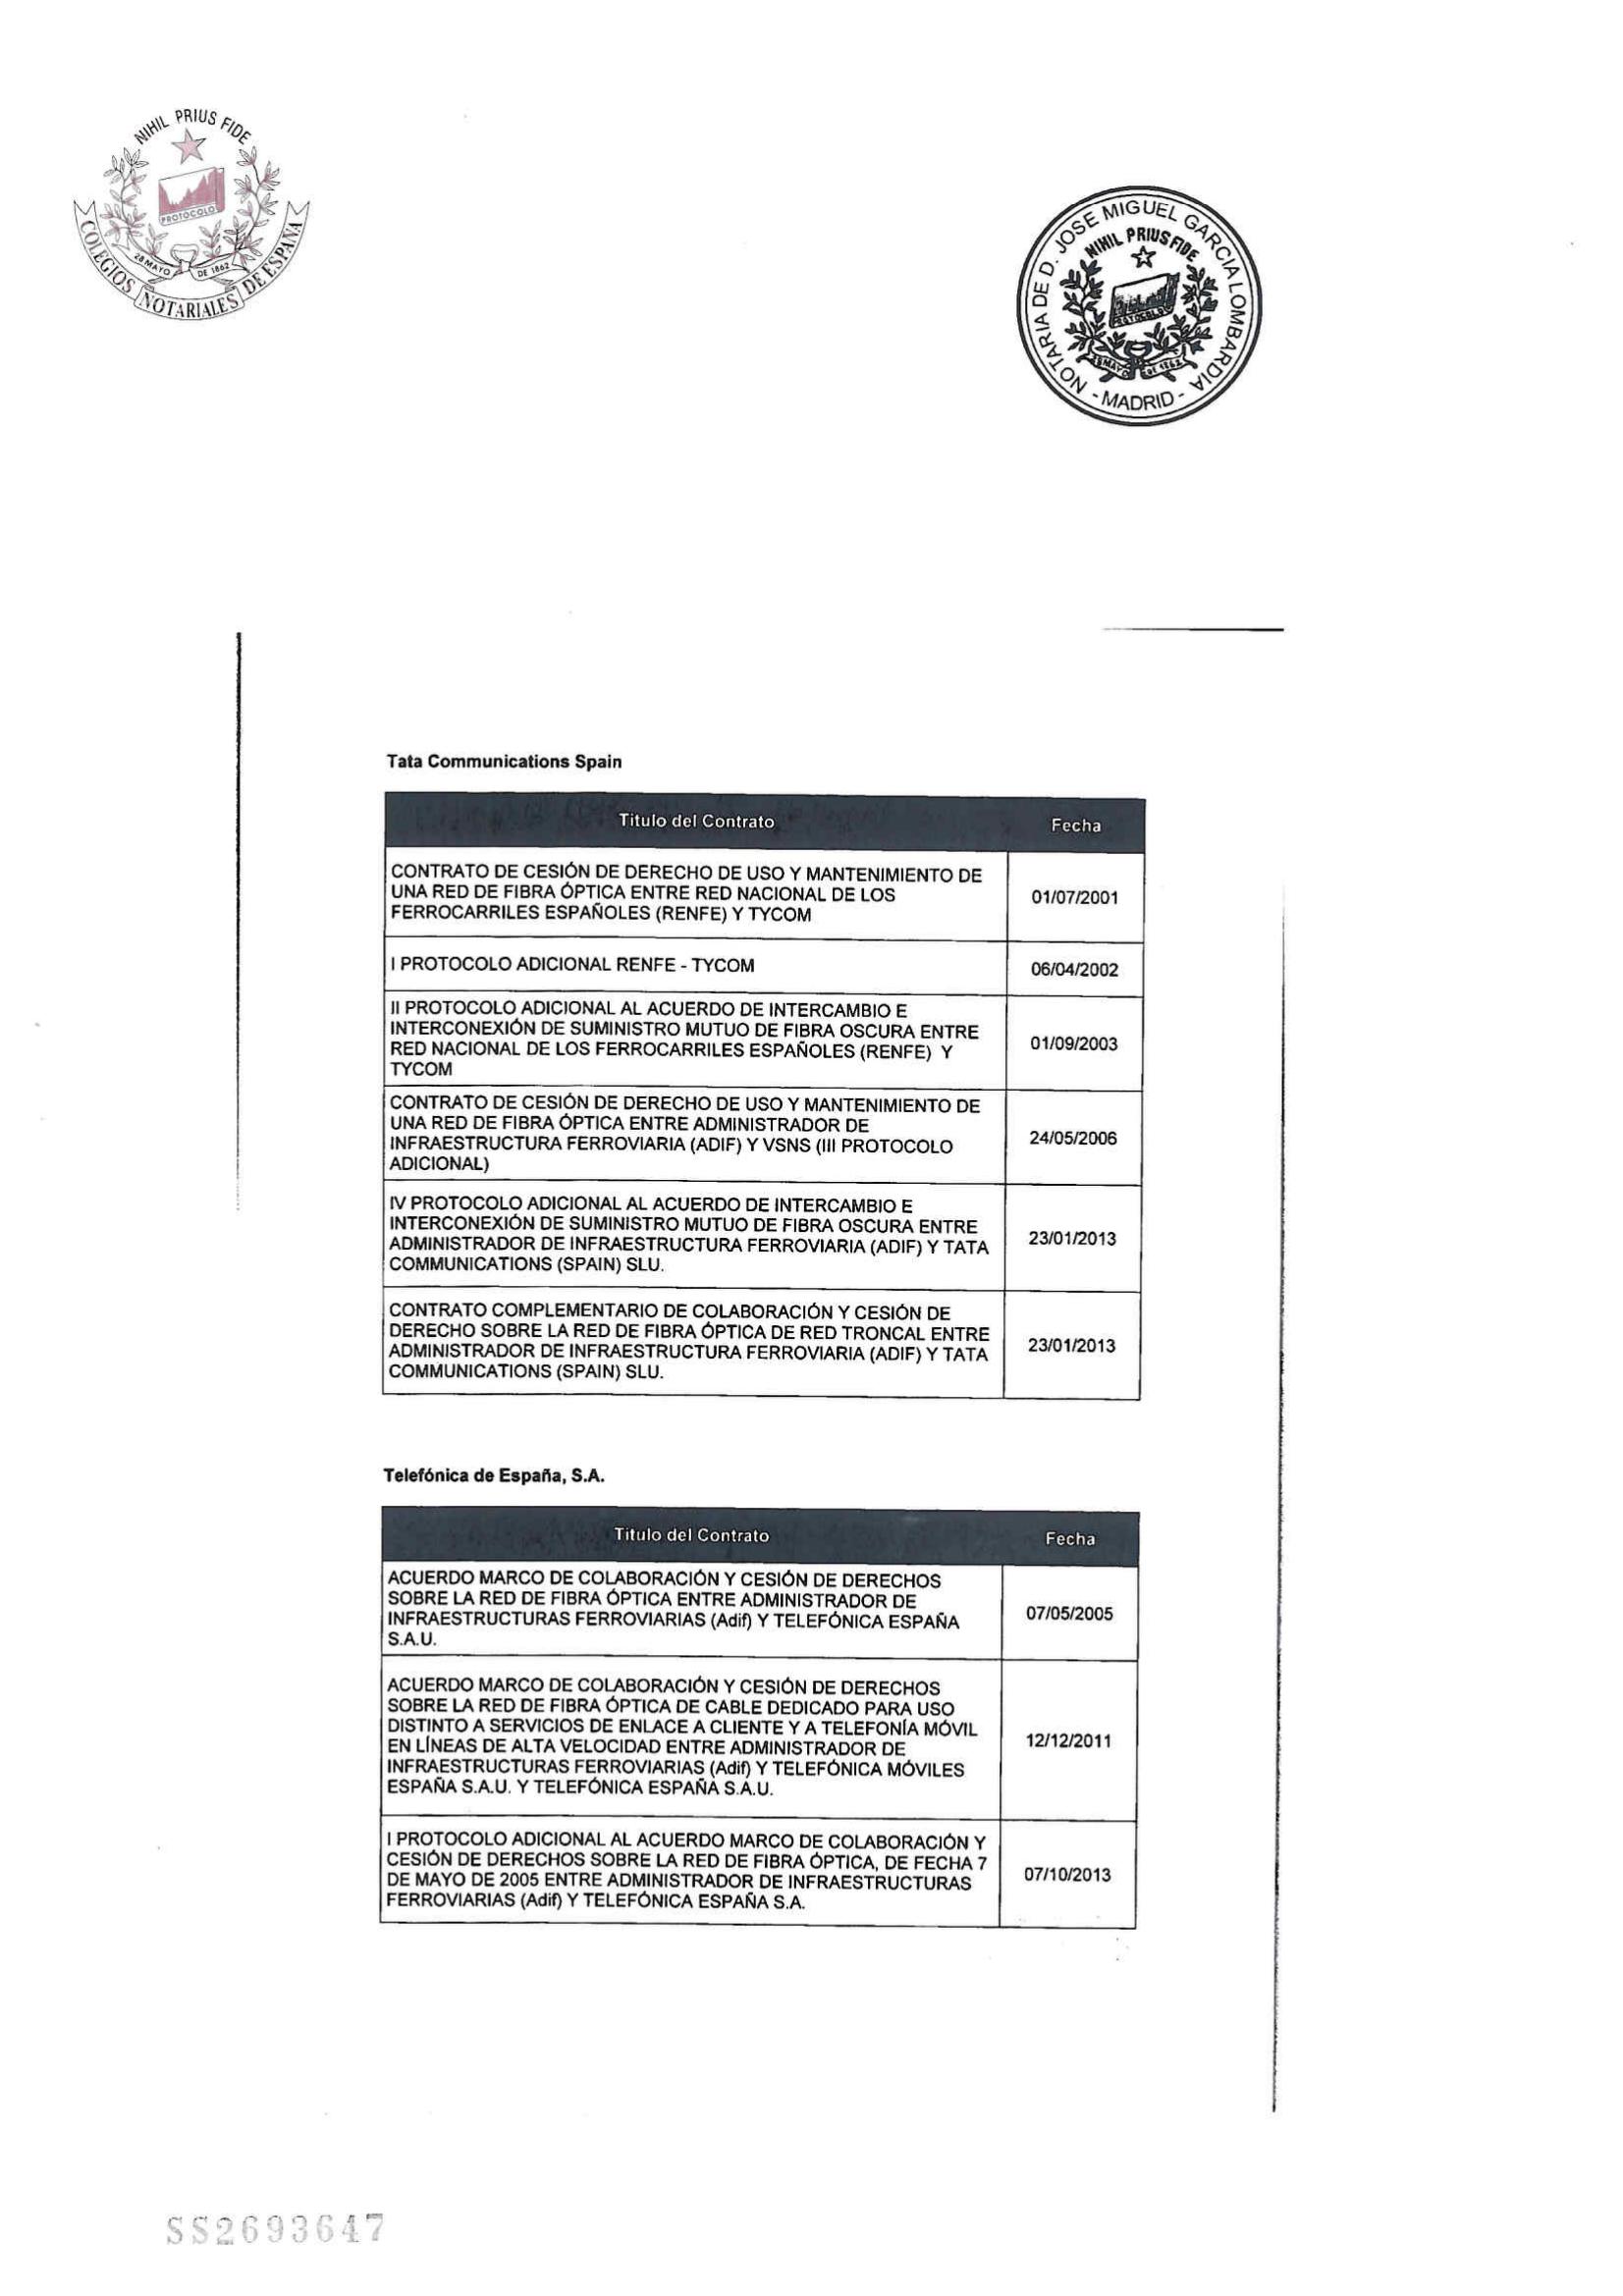 NIHIL PRIUS FIDE
PROTOCOLO
28 MAYO DE 1862
COLEGIOS NOTARIALES DE ESPAÑA
NOTARIA DE D. JOSE MIGUEL GARCIA LOMBARDIA
NIHIL PRIUS FIDE
PROTOCOLO
28 MAYO DE 1862
- MADRID -
Tata Communications Spain
Titulo del Contrato Fecha
CONTRATO DE CESIÓN DE DERECHO DE USO Y MANTENIMIENTO DE
UNA RED DE FIBRA ÓPTICA ENTRE RED NACIONAL DE LOS
FERROCARRILES ESPAÑOLES (RENFE) Y TYCOM
01/07/2001
I PROTOCOLO ADICIONAL RENFE - TYCOM
06/04/2002
II PROTOCOLO ADICIONAL AL ACUERDO DE INTERCAMBIO E
INTERCONEXIÓN DE SUMINISTRO MUTUO DE FIBRA OSCURA ENTRE
RED NACIONAL DE LOS FERROCARRILES ESPAÑOLES (RENFE) Y
TYCOM
01/09/2003
CONTRATO DE CESIÓN DE DERECHO DE USO Y MANTENIMIENTO DE
UNA RED DE FIBRA ÓPTICA ENTRE ADMINISTRADOR DE
INFRAESTRUCTURA FERROVIARIA (ADIF) Y VSNS (III PROTOCOLO
ADICIONAL)
24/05/2006
IV PROTOCOLO ADICIONAL AL ACUERDO DE INTERCAMBIO E
INTERCONEXIÓN DE SUMINISTRO MUTUO DE FIBRA OSCURA ENTRE
ADMINISTRADOR DE INFRAESTRUCTURA FERROVIARIA (ADIF) Y TATA
COMMUNICATIONS (SPAIN) SLU.
23/01/2013
CONTRATO COMPLEMENTARIO DE COLABORACIÓN Y CESIÓN DE
DERECHO SOBRE LA RED DE FIBRA ÓPTICA DE RED TRONCAL ENTRE
ADMINISTRADOR DE INFRAESTRUCTURA FERROVIARIA (ADIF) Y TATA
COMMUNICATIONS (SPAIN) SLU.
23/01/2013
Telefónica de España, S.A.
Titulo del Contrato Fecha
ACUERDO MARCO DE COLABORACIÓN Y CESIÓN DE DERECHOS
SOBRE LA RED DE FIBRA ÓPTICA ENTRE ADMINISTRADOR DE
INFRAESTRUCTURAS FERROVIARIAS (Adif) Y TELEFÓNICA ESPAÑA
S.A.U.
07/05/2005
ACUERDO MARCO DE COLABORACIÓN Y CESIÓN DE DERECHOS
SOBRE LA RED DE FIBRA ÓPTICA DE CABLE DEDICADO PARA USO
DISTINTO A SERVICIOS DE ENLACE A CLIENTE Y A TELEFONÍA MÓVIL
EN LÍNEAS DE ALTA VELOCIDAD ENTRE ADMINISTRADOR DE
INFRAESTRUCTURAS FERROVIARIAS (Adif) Y TELEFÓNICA MÓVILES
ESPAÑA S.A.U. Y TELEFÓNICA ESPAÑA S.A.U.
12/12/2011
I PROTOCOLO ADICIONAL AL ACUERDO MARCO DE COLABORACIÓN Y
CESIÓN DE DERECHOS SOBRE LA RED DE FIBRA ÓPTICA, DE FECHA 7
DE MAYO DE 2005 ENTRE ADMINISTRADOR DE INFRAESTRUCTURAS
FERROVIARIAS (Adif) Y TELEFÓNICA ESPAÑA S.A.
07/10/2013
SS2693647